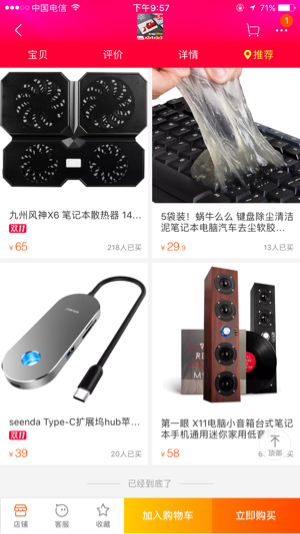 中国电信
下午9:57
71%
1
宝贝
评价
详情
推荐
九州风神X6 笔记本散热器 14...
双11
¥65
218人已买
5袋装！蜗牛么么 键盘除尘清洁
泥笔记本电脑汽车去尘软胶...
¥29.9
13人已买
seenda Type-C扩展坞hub苹...
双11
¥39
20人已买
第一眼 X11电脑小音箱台式笔记
本手机通用迷你家用低音
¥58
6人已买
顶部
已经到底了
店铺
客服
收藏
加入购物车
立即购买